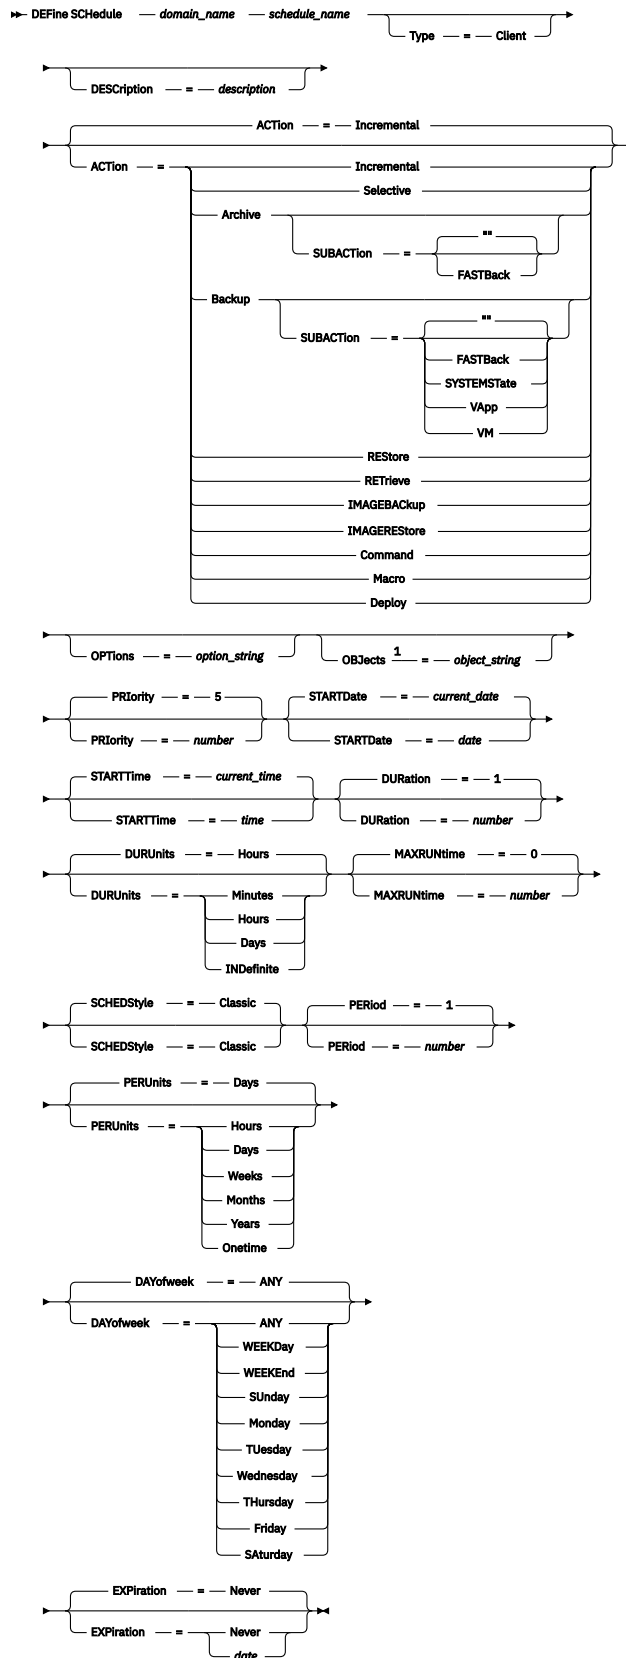 DEFine SCHedule — domain_name schedule_name
Type — = — Client
DESCription — = — description
ACTion — = — Incremental
ACTion — = Incremental
Selective
Archive
""
SUBACTion — =
FASTBack
Backup
""
SUBACTion — =
FASTBack
SYSTEMSTate
VApp
VM
REStore
RETrieve
IMAGEBACkup
IMAGEREStore
Command
Macro
Deploy
OPTions — = — option_string
OBJects 1 — = — object_string
PRIority — = — 5 STARTDate — = — current_date
PRIority — = — number STARTDate — = — date
STARTTime — = — current_time DURation — = — 1
STARTTime — = — time DURation — = — number
DURUnits — = — Hours MAXRUNtime — = — 0
DURUnits — = Minutes MAXRUNtime — = — number
Hours
Days
INDefinite
SCHEDStyle — = — Classic PERiod — = — 1
SCHEDStyle — = — Classic PERiod — = — number
PERUnits — = — Days
PERUnits — = Hours
Days
Weeks
Months
Years
Onetime
DAYofweek — = — ANY
DAYofweek — = ANY
WEEKDay
WEEKEnd
SUnday
Monday
TUesday
Wednesday
THursday
Friday
SAturday
EXPiration — = — Never
EXPiration — = Never
date